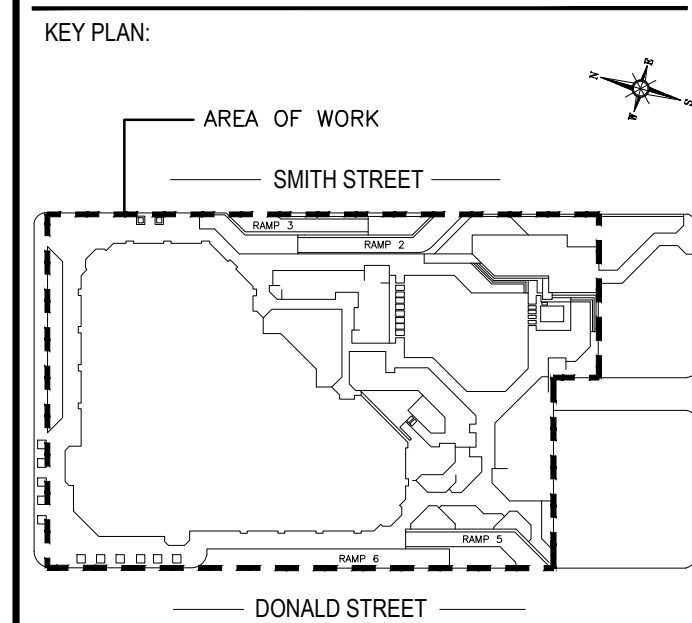 KEY PLAN:
N
E
W
S
AREA OF WORK
SMITH STREET
RAMP 3
RAMP 2
RAMP 5
RAMP 6
DONALD STREET